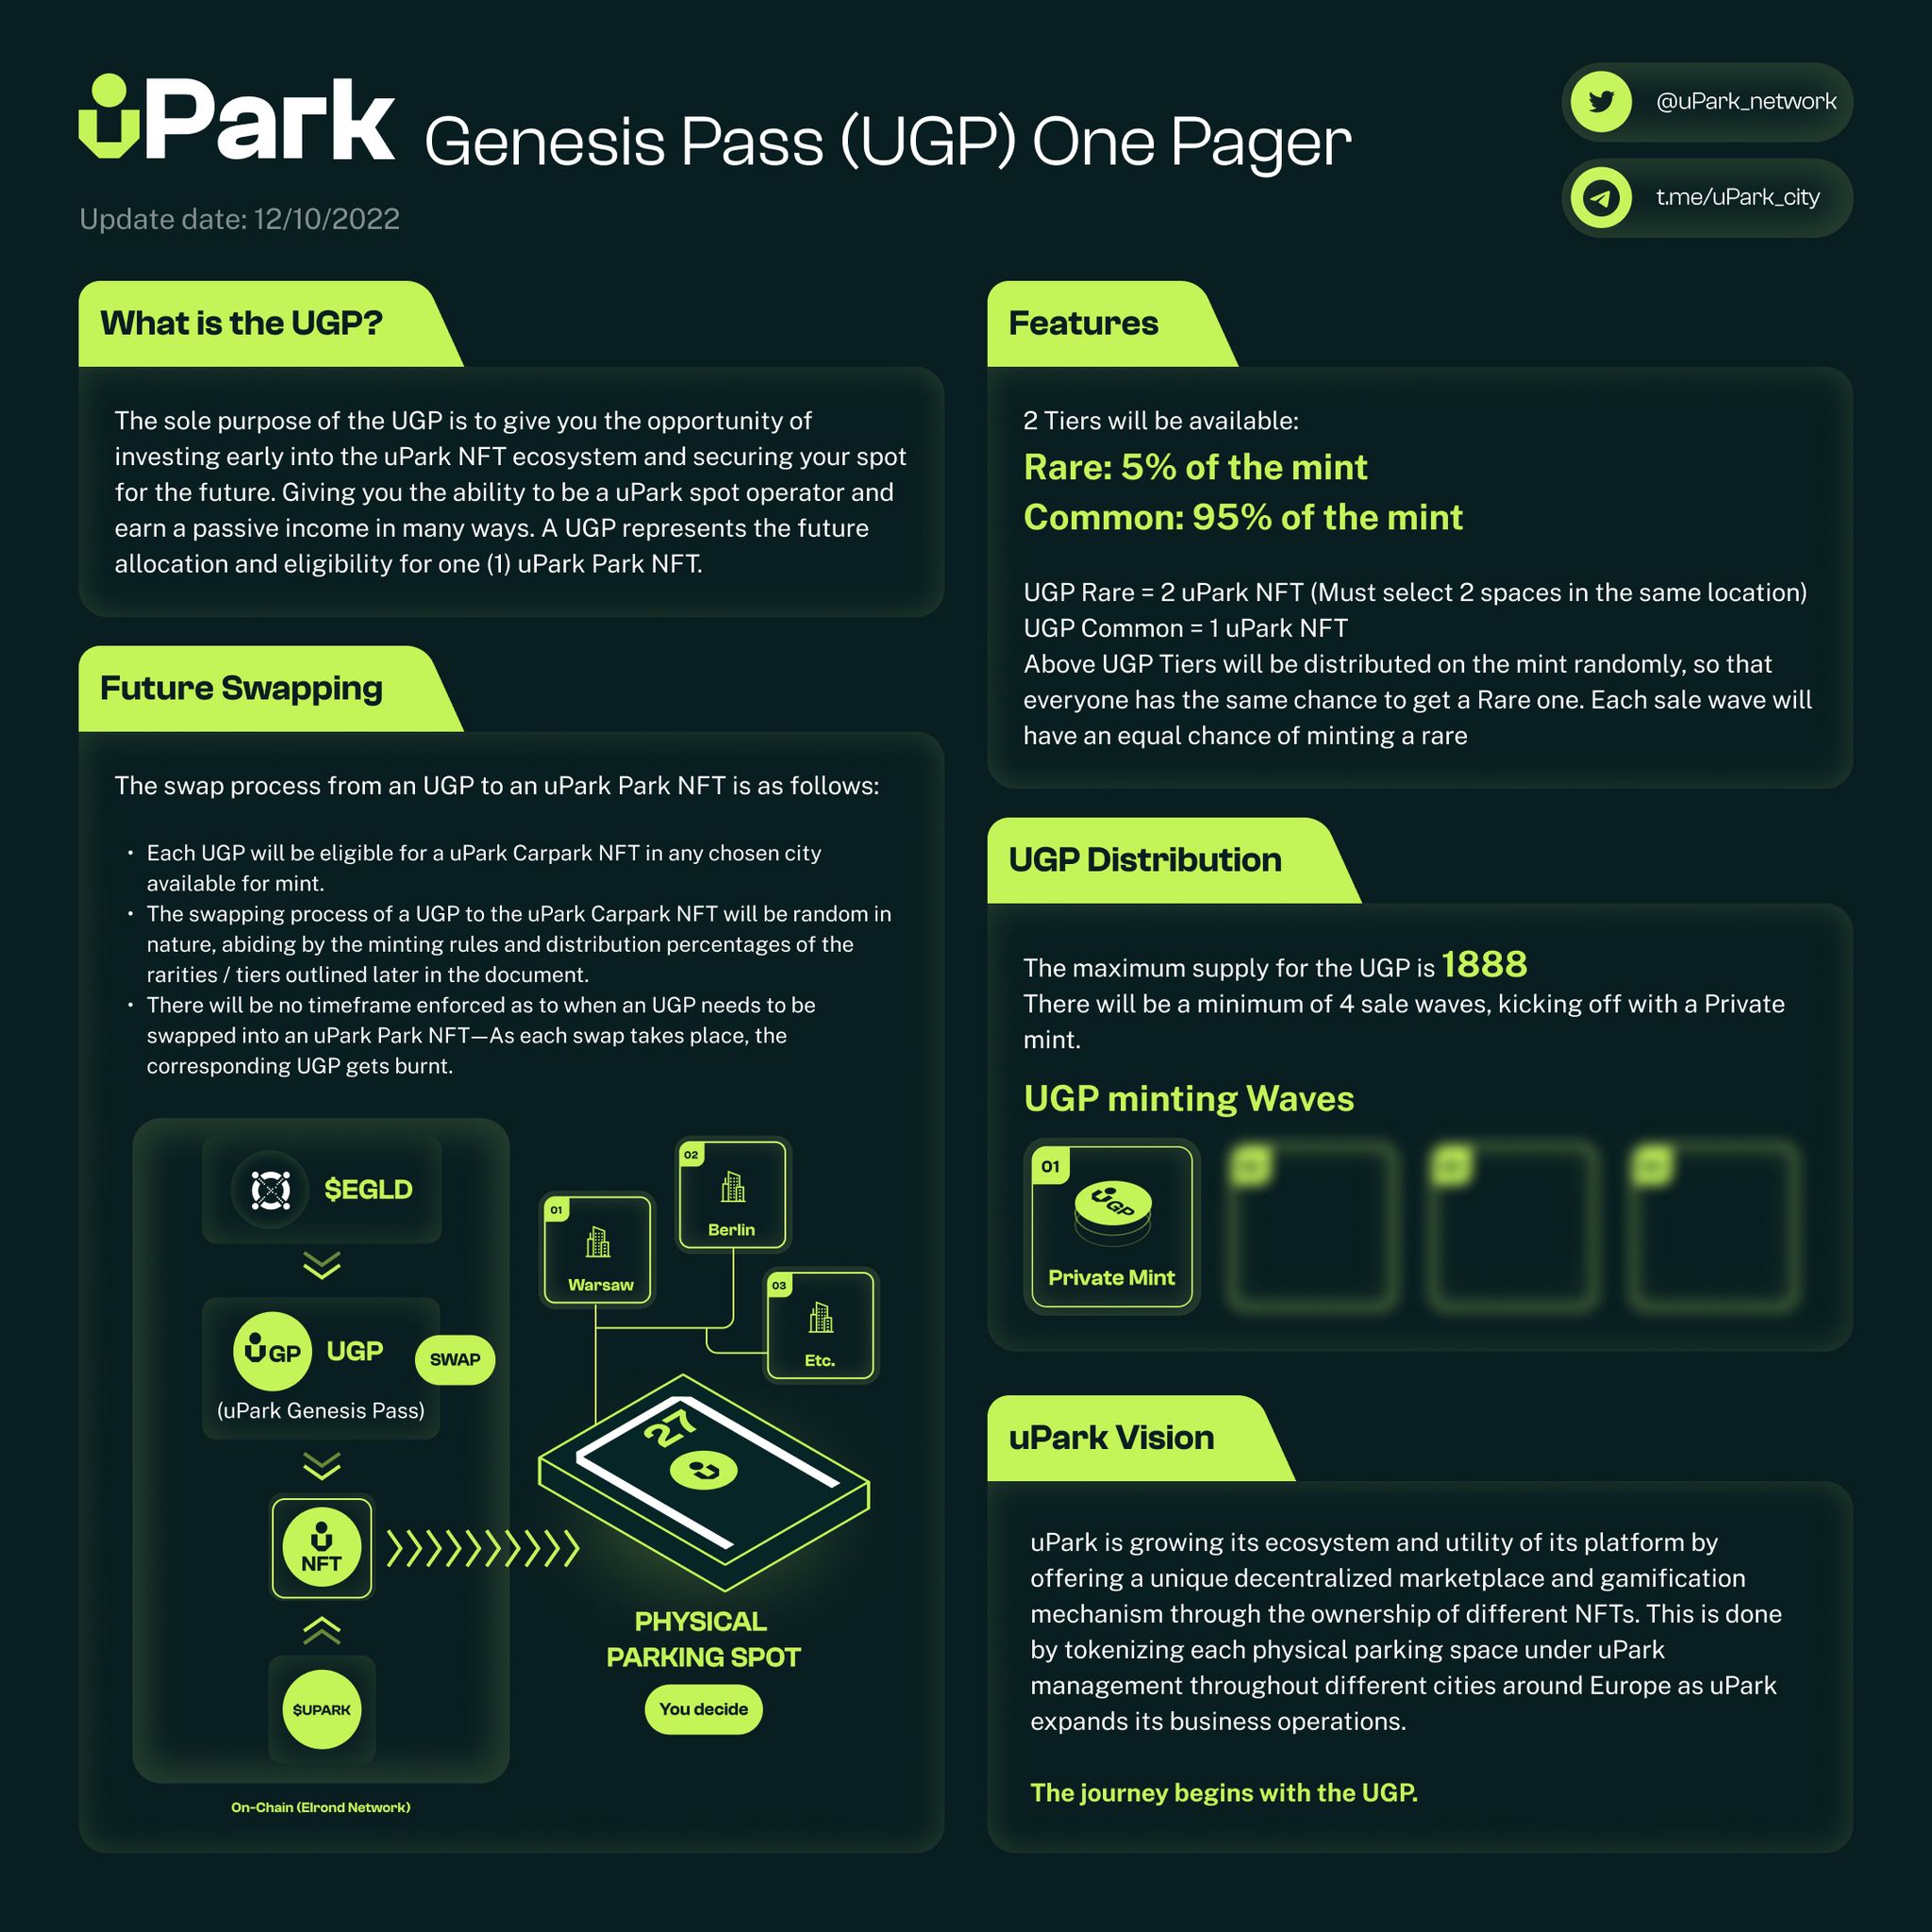 uPark Genesis Pass (UGP) One Pager
Update date: 12/10/2022
@uPark_network
t.me/uPark_city
What is the UGP?
The sole purpose of the UGP is to give you the opportunity of
investing early into the uPark NFT ecosystem and securing your spot
for the future. Giving you the ability to be a uPark spot operator and
earn a passive income in many ways. A UGP represents the future
allocation and eligibility for one (1) uPark Park NFT.
Future Swapping
The swap process from an UGP to an uPark Park NFT is as follows:
• Each UGP will be eligible for a uPark Carpark NFT in any chosen city
available for mint.
• The swapping process of a UGP to the uPark Carpark NFT will be random in
nature, abiding by the minting rules and distribution percentages of the
rarities / tiers outlined later in the document.
• There will be no timeframe enforced as to when an UGP needs to be
swapped into an uPark Park NFT—As each swap takes place, the
corresponding UGP gets burnt.
$EGLD
UGP
UGP
SWAP
(uPark Genesis Pass)
U
NFT
$UPARK
On-Chain (Elrond Network)
01
Warsaw
02
Berlin
03
Etc.
27
U
PHYSICAL
PARKING SPOT
You decide
Features
2 Tiers will be available:
Rare: 5% of the mint
Common: 95% of the mint
UGP Rare = 2 uPark NFT (Must select 2 spaces in the same location)
UGP Common = 1 uPark NFT
Above UGP Tiers will be distributed on the mint randomly, so that
everyone has the same chance to get a Rare one. Each sale wave will
have an equal chance of minting a rare
UGP Distribution
The maximum supply for the UGP is 1888
There will be a minimum of 4 sale waves, kicking off with a Private
mint.
UGP minting Waves
01
UGP
Private Mint
uPark Vision
uPark is growing its ecosystem and utility of its platform by
offering a unique decentralized marketplace and gamification
mechanism through the ownership of different NFTs. This is done
by tokenizing each physical parking space under uPark
management throughout different cities around Europe as uPark
expands its business operations.
The journey begins with the UGP.